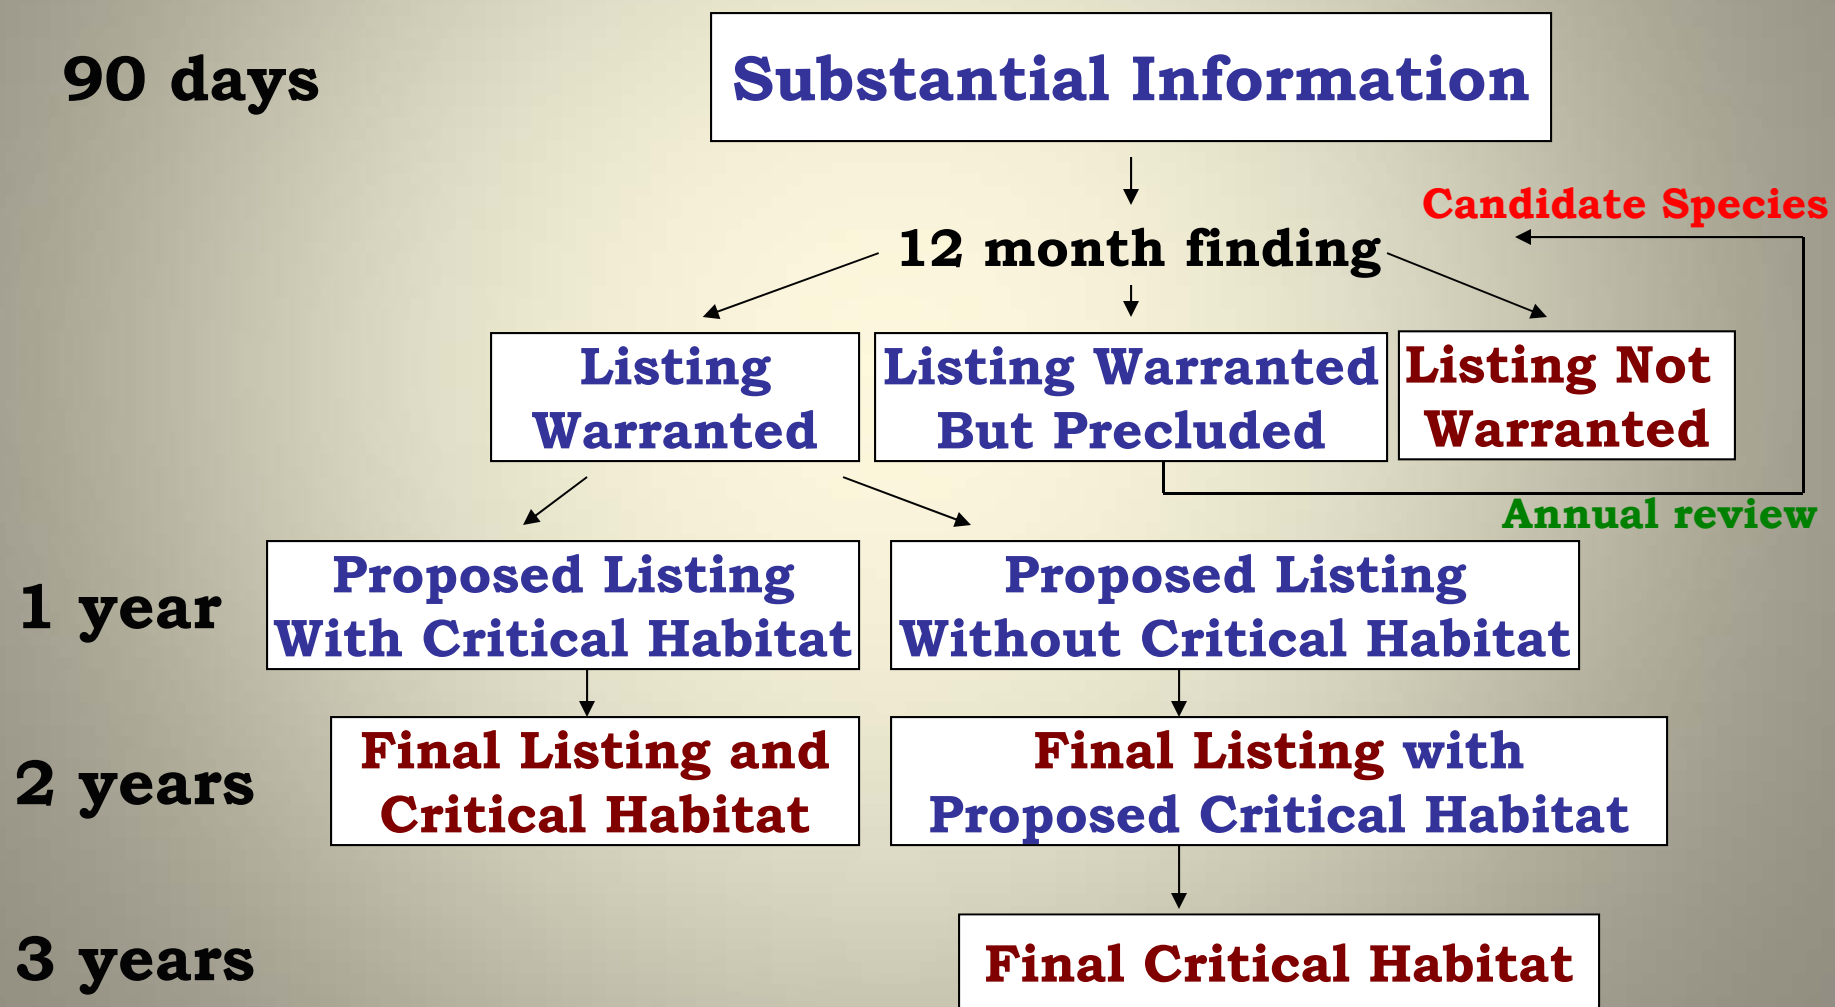 90 days
Substantial Information
Candidate Species
12 month finding
Listing
Warranted
Listing Warranted
But Precluded
Listing Not
Warranted
Annual review
1 year
Proposed Listing
With Critical Habitat
Proposed Listing
Without Critical Habitat
2 years
Final Listing and
Critical Habitat
Final Listing with
Proposed Critical Habitat
3 years
Final Critical Habitat